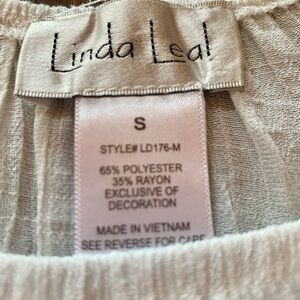 Linda Leal
S
STYLE# LD176-M
65% POLYESTER
35% RAYON
EXCLUSIVE OF
DECORATION
MADE IN VIETNAM
SEE REVERSE FOR CARE